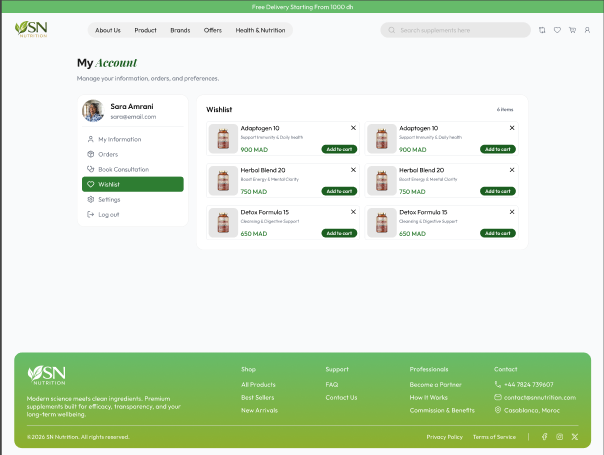 Free Delivery Starting From 1000 dh
SN
NUTRITION
About Us Product Brands Offers Health & Nutrition
Search supplements here
My Account
Manage your information, orders, and preferences.
Sara Amrani
sara@email.com
My Information
Orders
Book Consultation
Wishlist
Settings
Log out
Wishlist
6 items
Adaptogen 10
Support Immunity & Daily Health
900 MAD
Add to cart
Adaptogen 10
Support Immunity & Daily Health
900 MAD
Add to cart
Herbal Blend 20
Boost Energy & Mental Clarity
750 MAD
Add to cart
Herbal Blend 20
Boost Energy & Mental Clarity
750 MAD
Add to cart
Detox Formula 15
Cleansing & Digestive Support
650 MAD
Add to cart
Detox Formula 15
Cleansing & Digestive Support
650 MAD
Add to cart
SN
NUTRITION
Modern science meets clean ingredients. Premium
supplements built for efficacy, transparency, and your
long-term wellbeing.
Shop
All Products
Best Sellers
New Arrivals
Support
FAQ
Contact Us
Professionals
Become a Partner
How It Works
Commission & Benefits
Contact
+44 7824 739607
contact@snnutrition.com
Casablanca, Maroc
©2026 SN Nutrition. All rights reserved.
Privacy Policy Terms of Service